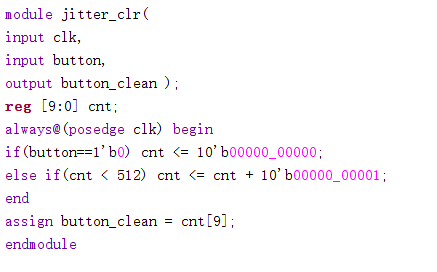 module jitter_clr(
input clk,
input button,
output button_clean );
reg [9:0] cnt;
always@(posedge clk) begin
if(button==1'b0) cnt <= 10'b00000_00000;
else if(cnt < 512) cnt <= cnt + 10'b00000_00001;
end
assign button_clean = cnt[9];
endmodule